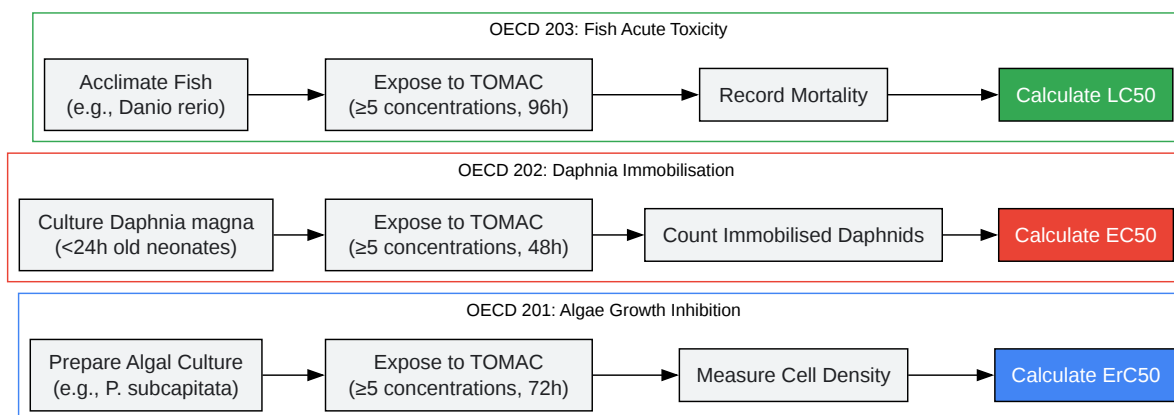 OECD 203: Fish Acute Toxicity
Acclimate Fish
(e.g., Danio rerio)
Expose to TOMAC
(≥5 concentrations, 96h)
Record Mortality
Calculate LC50
OECD 202: Daphnia Immobilisation
Culture Daphnia magna
(<24h old neonates)
Expose to TOMAC
(≥5 concentrations, 48h)
Count Immobilised Daphnids
Calculate EC50
OECD 201: Algae Growth Inhibition
Prepare Algal Culture
(e.g., P. subcapitata)
Expose to TOMAC
(≥5 concentrations, 72h)
Measure Cell Density
Calculate ErC50